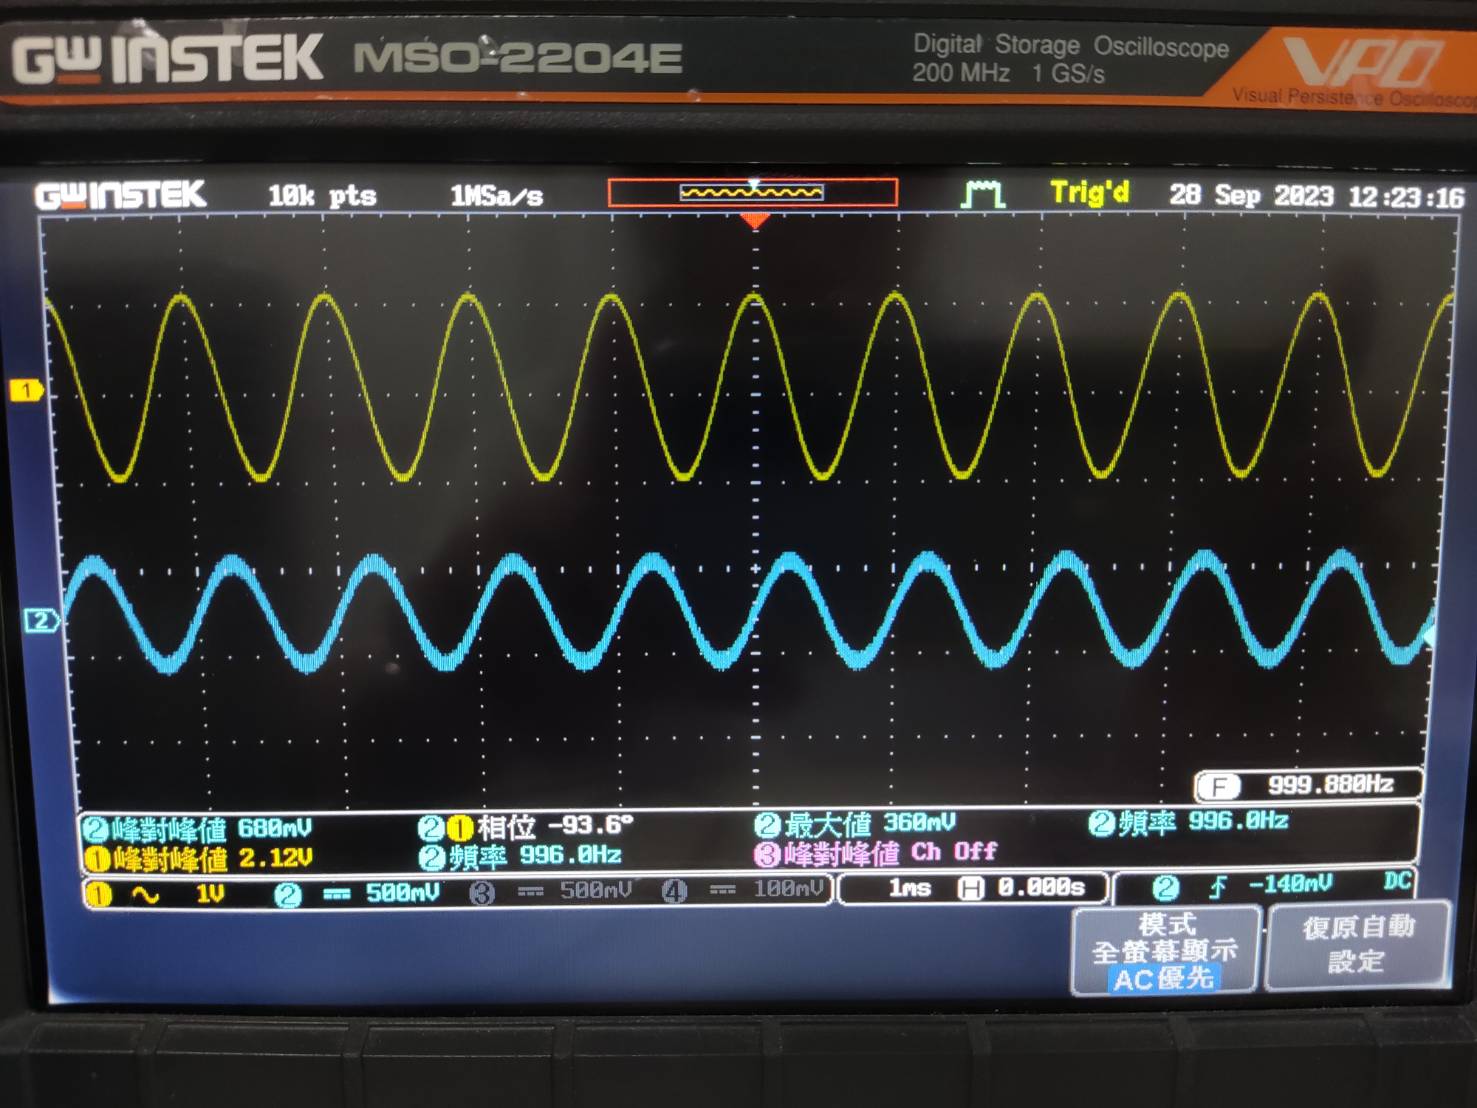 GWINSTEK MSO-2204E Digital Storage Oscilloscope VPO
200 MHz 1 GS/s Visual Persistence Oscillosco
GWINSTEK 10k pts 1MSa/s Trig'd 28 Sep 2023 12:23:16
1
2
F 999.880Hz
2 峰對峰值 680mV 2 1 相位 -93.6° 2 最大值 360mV 2 頻率 996.0Hz
1 峰對峰值 2.12V 2 頻率 996.0Hz 3 峰對峰值 Ch Off
1 1V 2 500mV 3 500mV 4 100mV 1ms H 0.000s 2 -140mV DC
模式 復原自動
全螢幕顯示 設定
AC優先